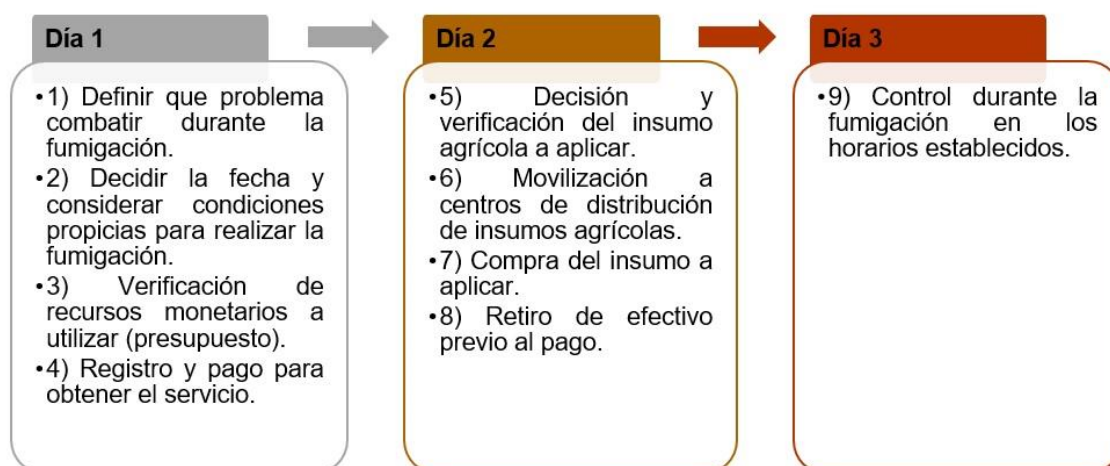 Día 1
•1) Definir que problema
combatir durante la
fumigación.
•2) Decidir la fecha y
considerar condiciones
propicias para realizar la
fumigación.
•3) Verificación de
recursos monetarios a
utilizar (presupuesto).
•4) Registro y pago para
obtener el servicio.
Día 2
•5) Decisión y
verificación del insumo
agrícola a aplicar.
•6) Movilización a
centros de distribución
de insumos agrícolas.
•7) Compra del insumo a
aplicar.
•8) Retiro de efectivo
previo al pago.
Día 3
•9) Control durante la
fumigación en los
horarios establecidos.